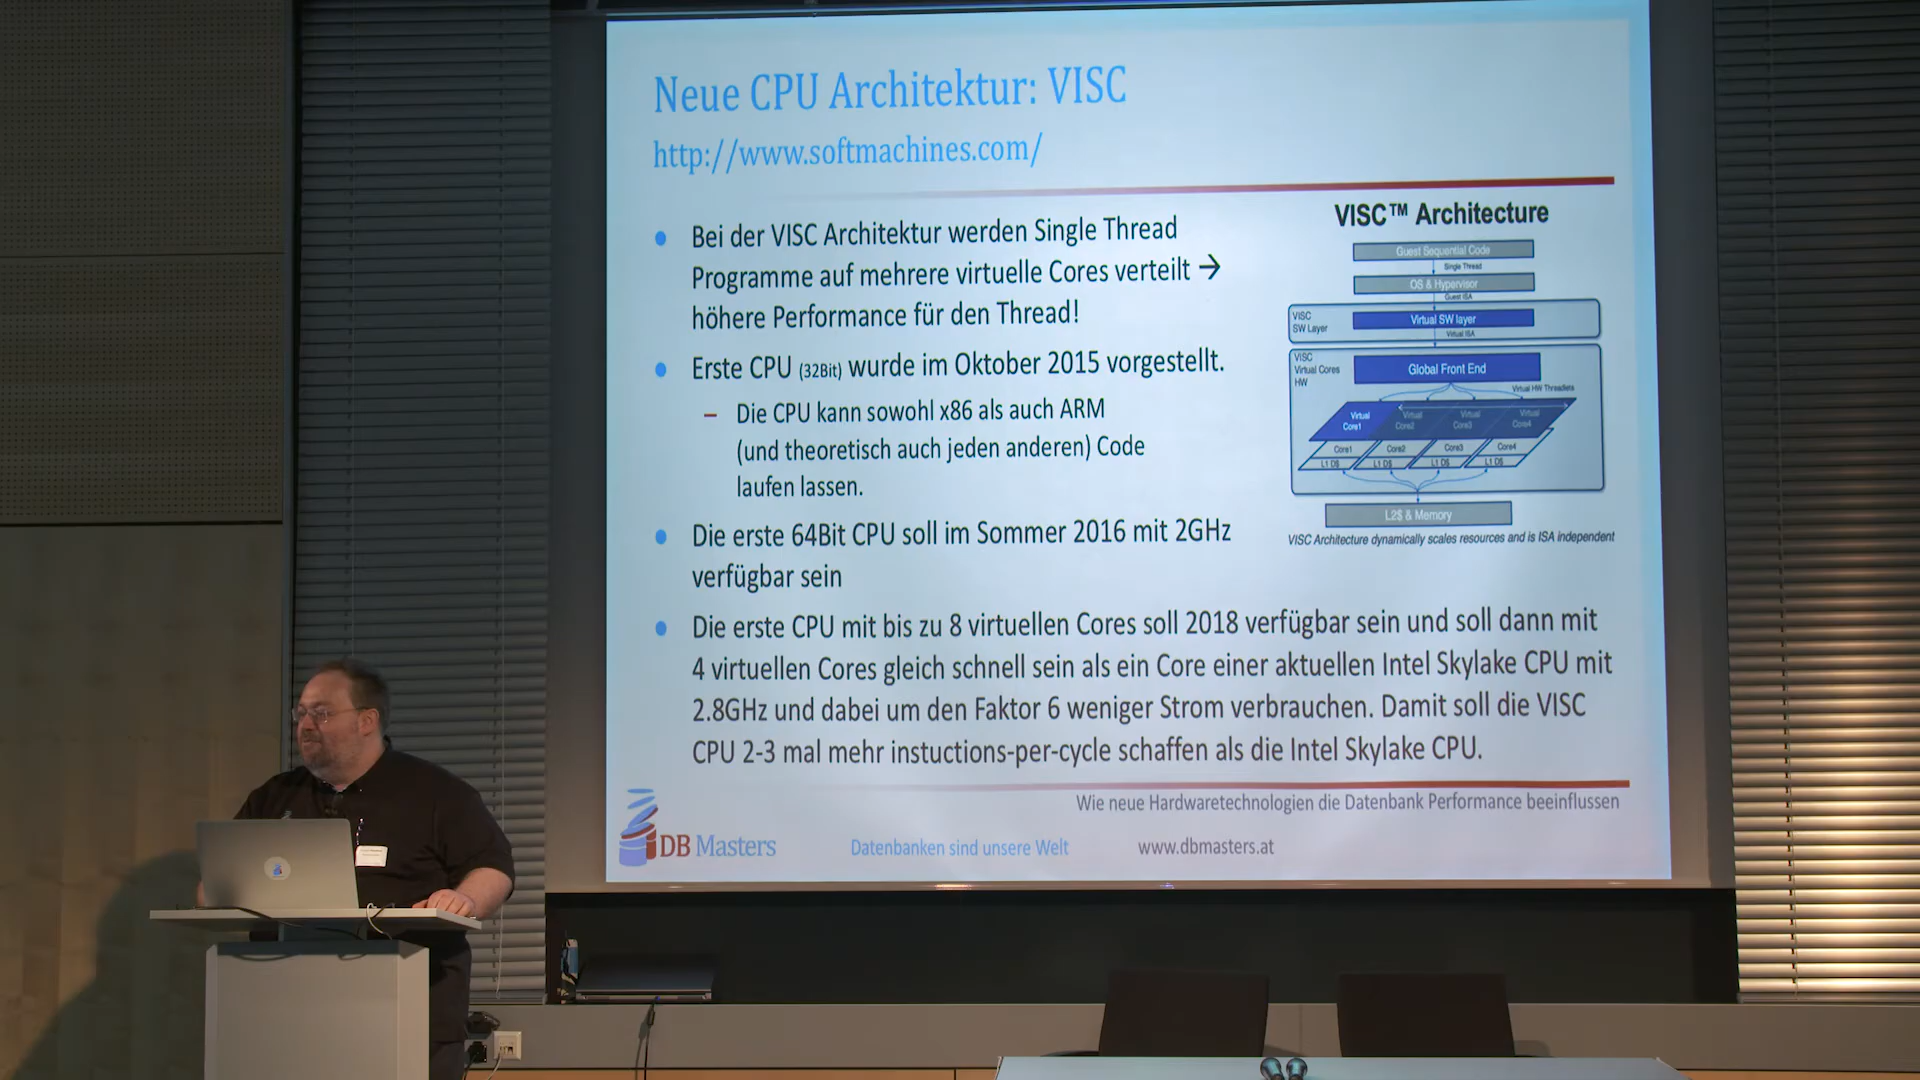 Neue CPU Architektur: VISC
http://www.softmachines.com/
Bei der VISC Architektur werden Single Thread
Programme auf mehrere virtuelle Cores verteilt →
höhere Performance für den Thread!
Erste CPU (32Bit) wurde im Oktober 2015 vorgestellt.
– Die CPU kann sowohl x86 als auch ARM
(und theoretisch auch jeden anderen) Code
laufen lassen.
Die erste 64Bit CPU soll im Sommer 2016 mit 2GHz
verfügbar sein
Die erste CPU mit bis zu 8 virtuellen Cores soll 2018 verfügbar sein und soll dann mit
4 virtuellen Cores gleich schnell sein als ein Core einer aktuellen Intel Skylake CPU mit
2.8GHz und dabei um den Faktor 6 weniger Strom verbrauchen. Damit soll die VISC
CPU 2-3 mal mehr instuctions-per-cycle schaffen als die Intel Skylake CPU.
VISC™ Architecture
Guest Sequential Code
Single Thread
OS & Hypervisor
Guest ISA
VISC
SW Layer
Virtual SW layer
Virtual ISA
VISC
Virtual Cores
HW
Global Front End
Virtual HW Threadlets
Virtual
Core1
Virtual
Core2
Virtual
Core3
Virtual
Core4
Core1
Core2
Core3
Core4
L1 D$
L1 D$
L1 D$
L1 D$
L2$ & Memory
VISC Architecture dynamically scales resources and is ISA independent
Wie neue Hardwaretechnologien die Datenbank Performance beeinflussen
DB Masters
Datenbanken sind unsere Welt
www.dbmasters.at